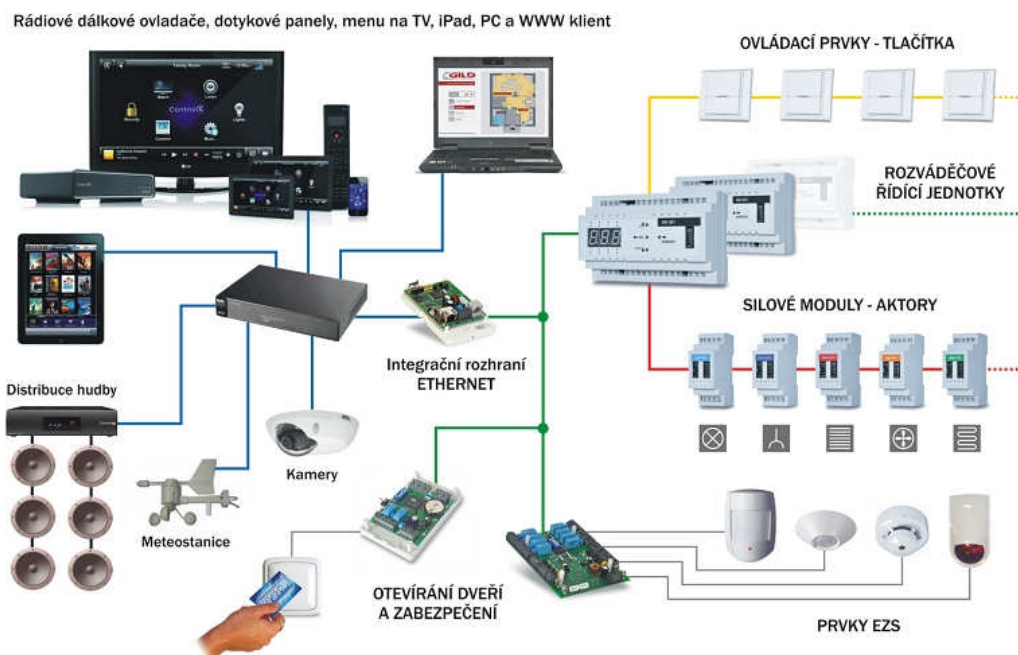 Rádiové dálkové ovladače, dotykové panely, menu na TV, iPad, PC a WWW klient
OVLÁDACÍ PRVKY - TLAČÍTKA
ROZVÁDĚČOVÉ
ŘÍDÍCÍ JEDNOTKY
SILOVÉ MODULY - AKTORY
Integrační rozhraní
ETHERNET
Distribuce hudby
Kamery
Meteostanice
OTEVÍRÁNÍ DVEŘÍ
A ZABEZPEČENÍ
PRVKY EZS